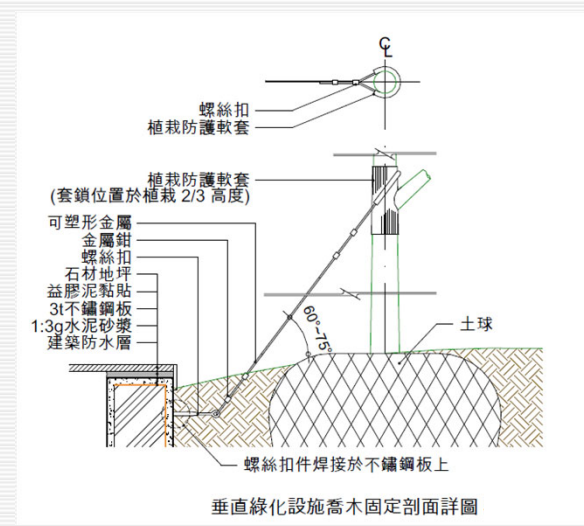 ℄
螺絲扣
植栽防護軟套
植栽防護軟套
(套鎖位置於植栽 2/3 高度)
可塑形金屬
金屬鉗
螺絲扣
石材地坪
益膠泥黏貼
3t不鏽鋼板
1:3g水泥砂漿
建築防水層
60°~75°
土球
螺絲扣件焊接於不鏽鋼板上
垂直綠化設施喬木固定剖面詳圖